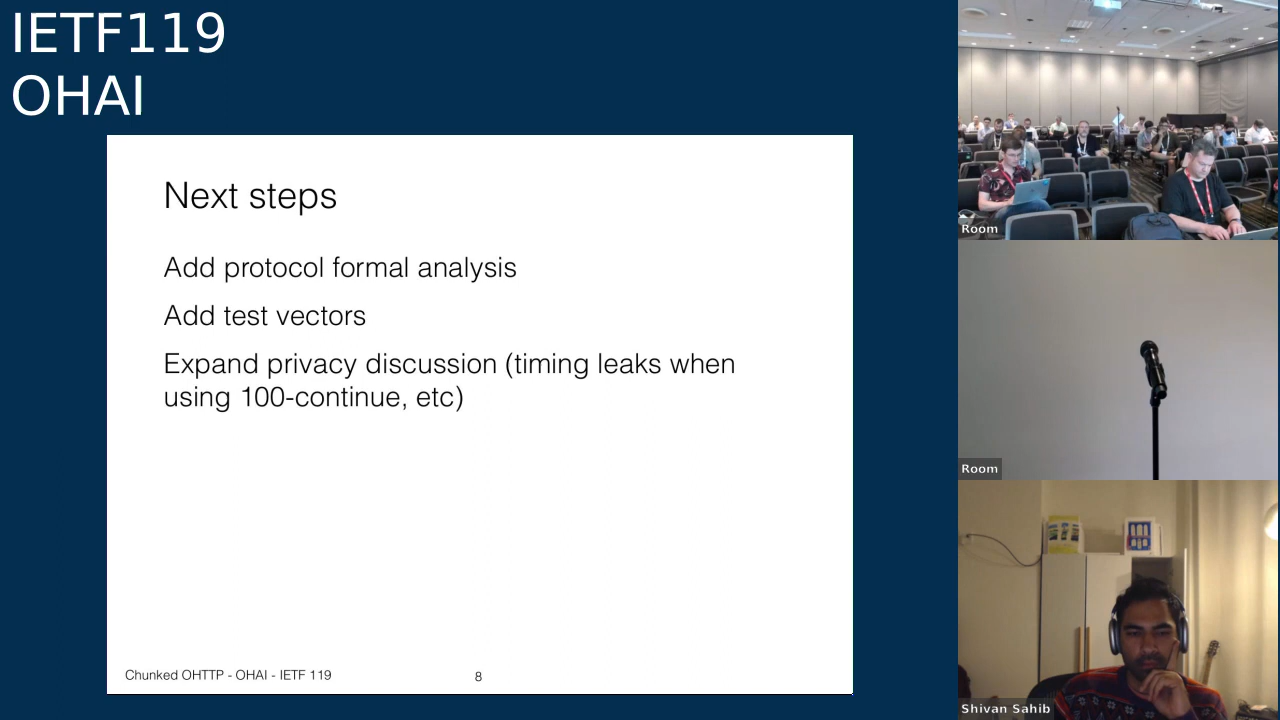 IETF119
OHAI
Next steps
Add protocol formal analysis
Add test vectors
Expand privacy discussion (timing leaks when
using 100-continue, etc)
Chunked OHTTP - OHAI - IETF 119
8
Room
Room
Shivan Sahib